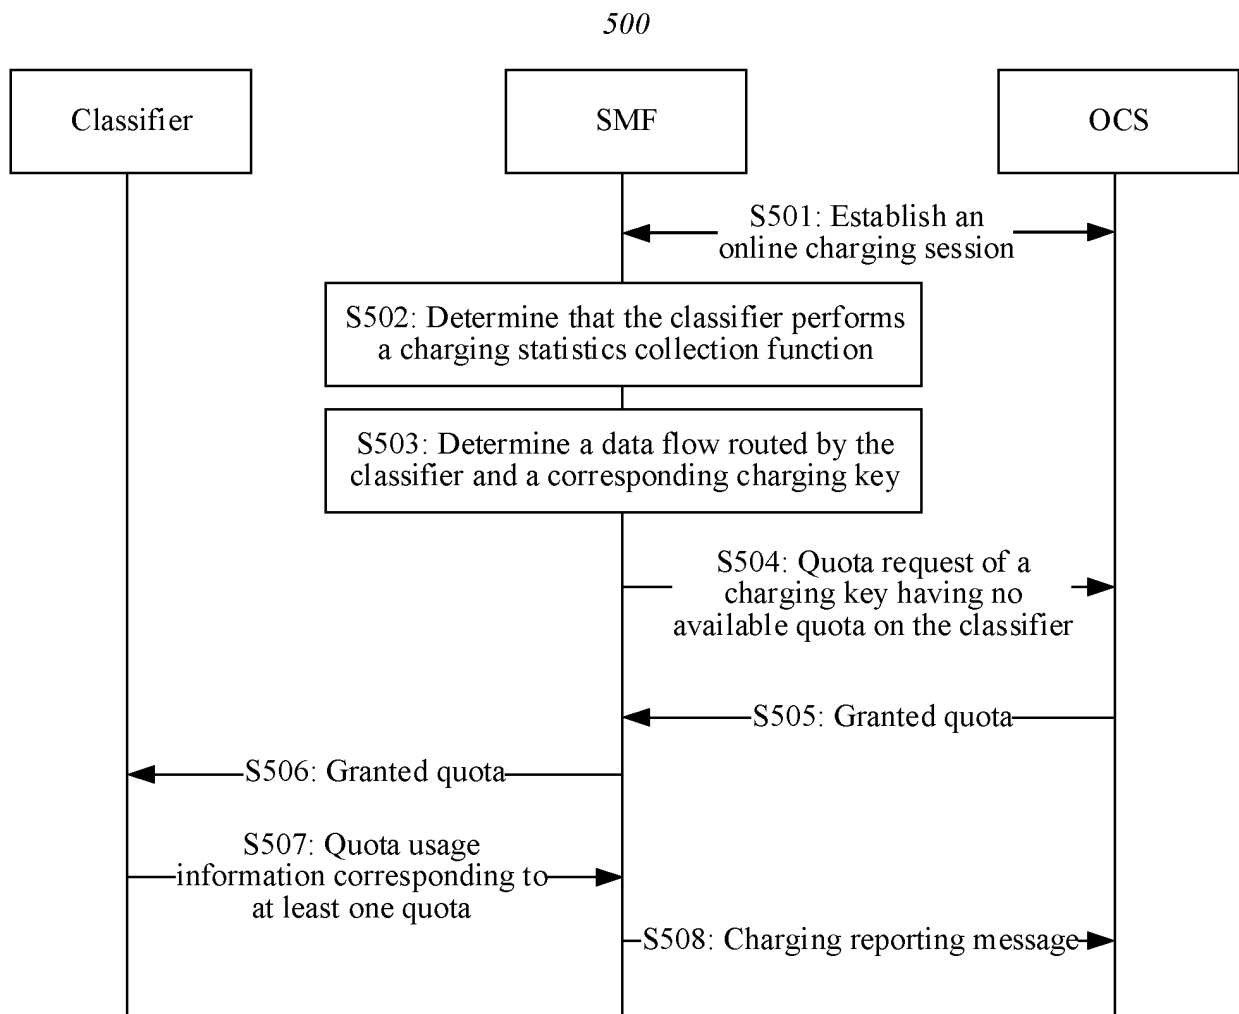 500
Classifier
SMF
OCS
S501: Establish an
online charging session
S502: Determine that the classifier performs
a charging statistics collection function
S503: Determine a data flow routed by the
classifier and a corresponding charging key
S504: Quota request of a
charging key having no
available quota on the classifier
S505: Granted quota
S506: Granted quota
S507: Quota usage
information corresponding to
at least one quota
S508: Charging reporting message